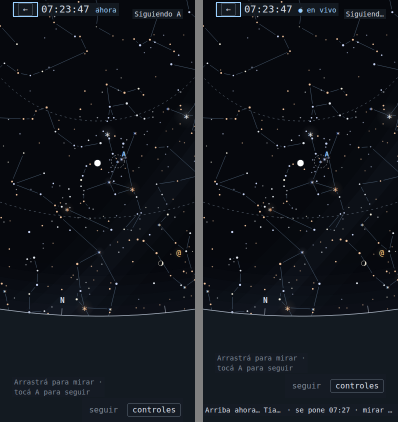 ← 07:23:47 ahora
Siguiendo A
A
@
N
Arrastrá para mirar ·
tocá A para seguir
seguir controles
← 07:23:47 ● en vivo
Siguiend…
A
@
N
Arrastrá para mirar ·
tocá A para seguir
seguir controles
Arriba ahora… Tia… · se pone 07:27 · mirar …